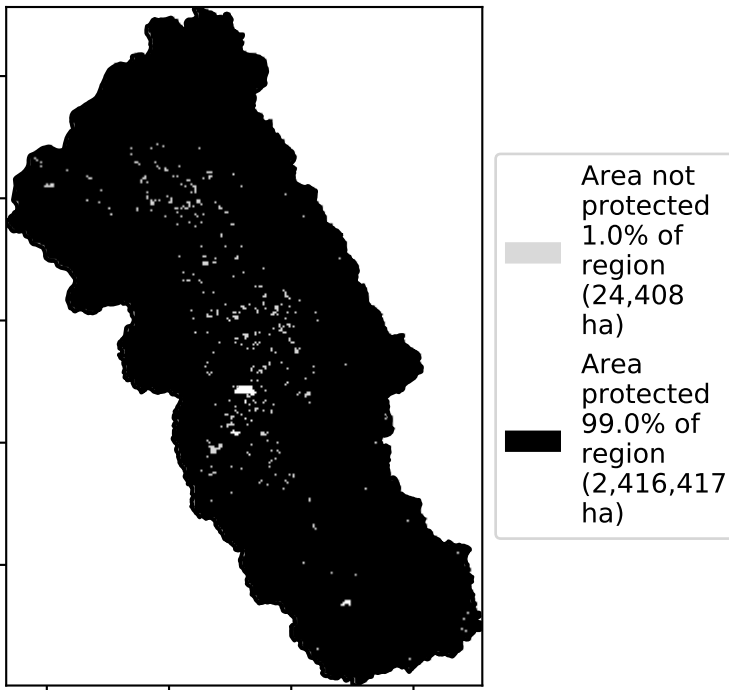 Area not
protected
1.0% of
region
(24,408
ha)
Area
protected
99.0% of
region
(2,416,417
ha)